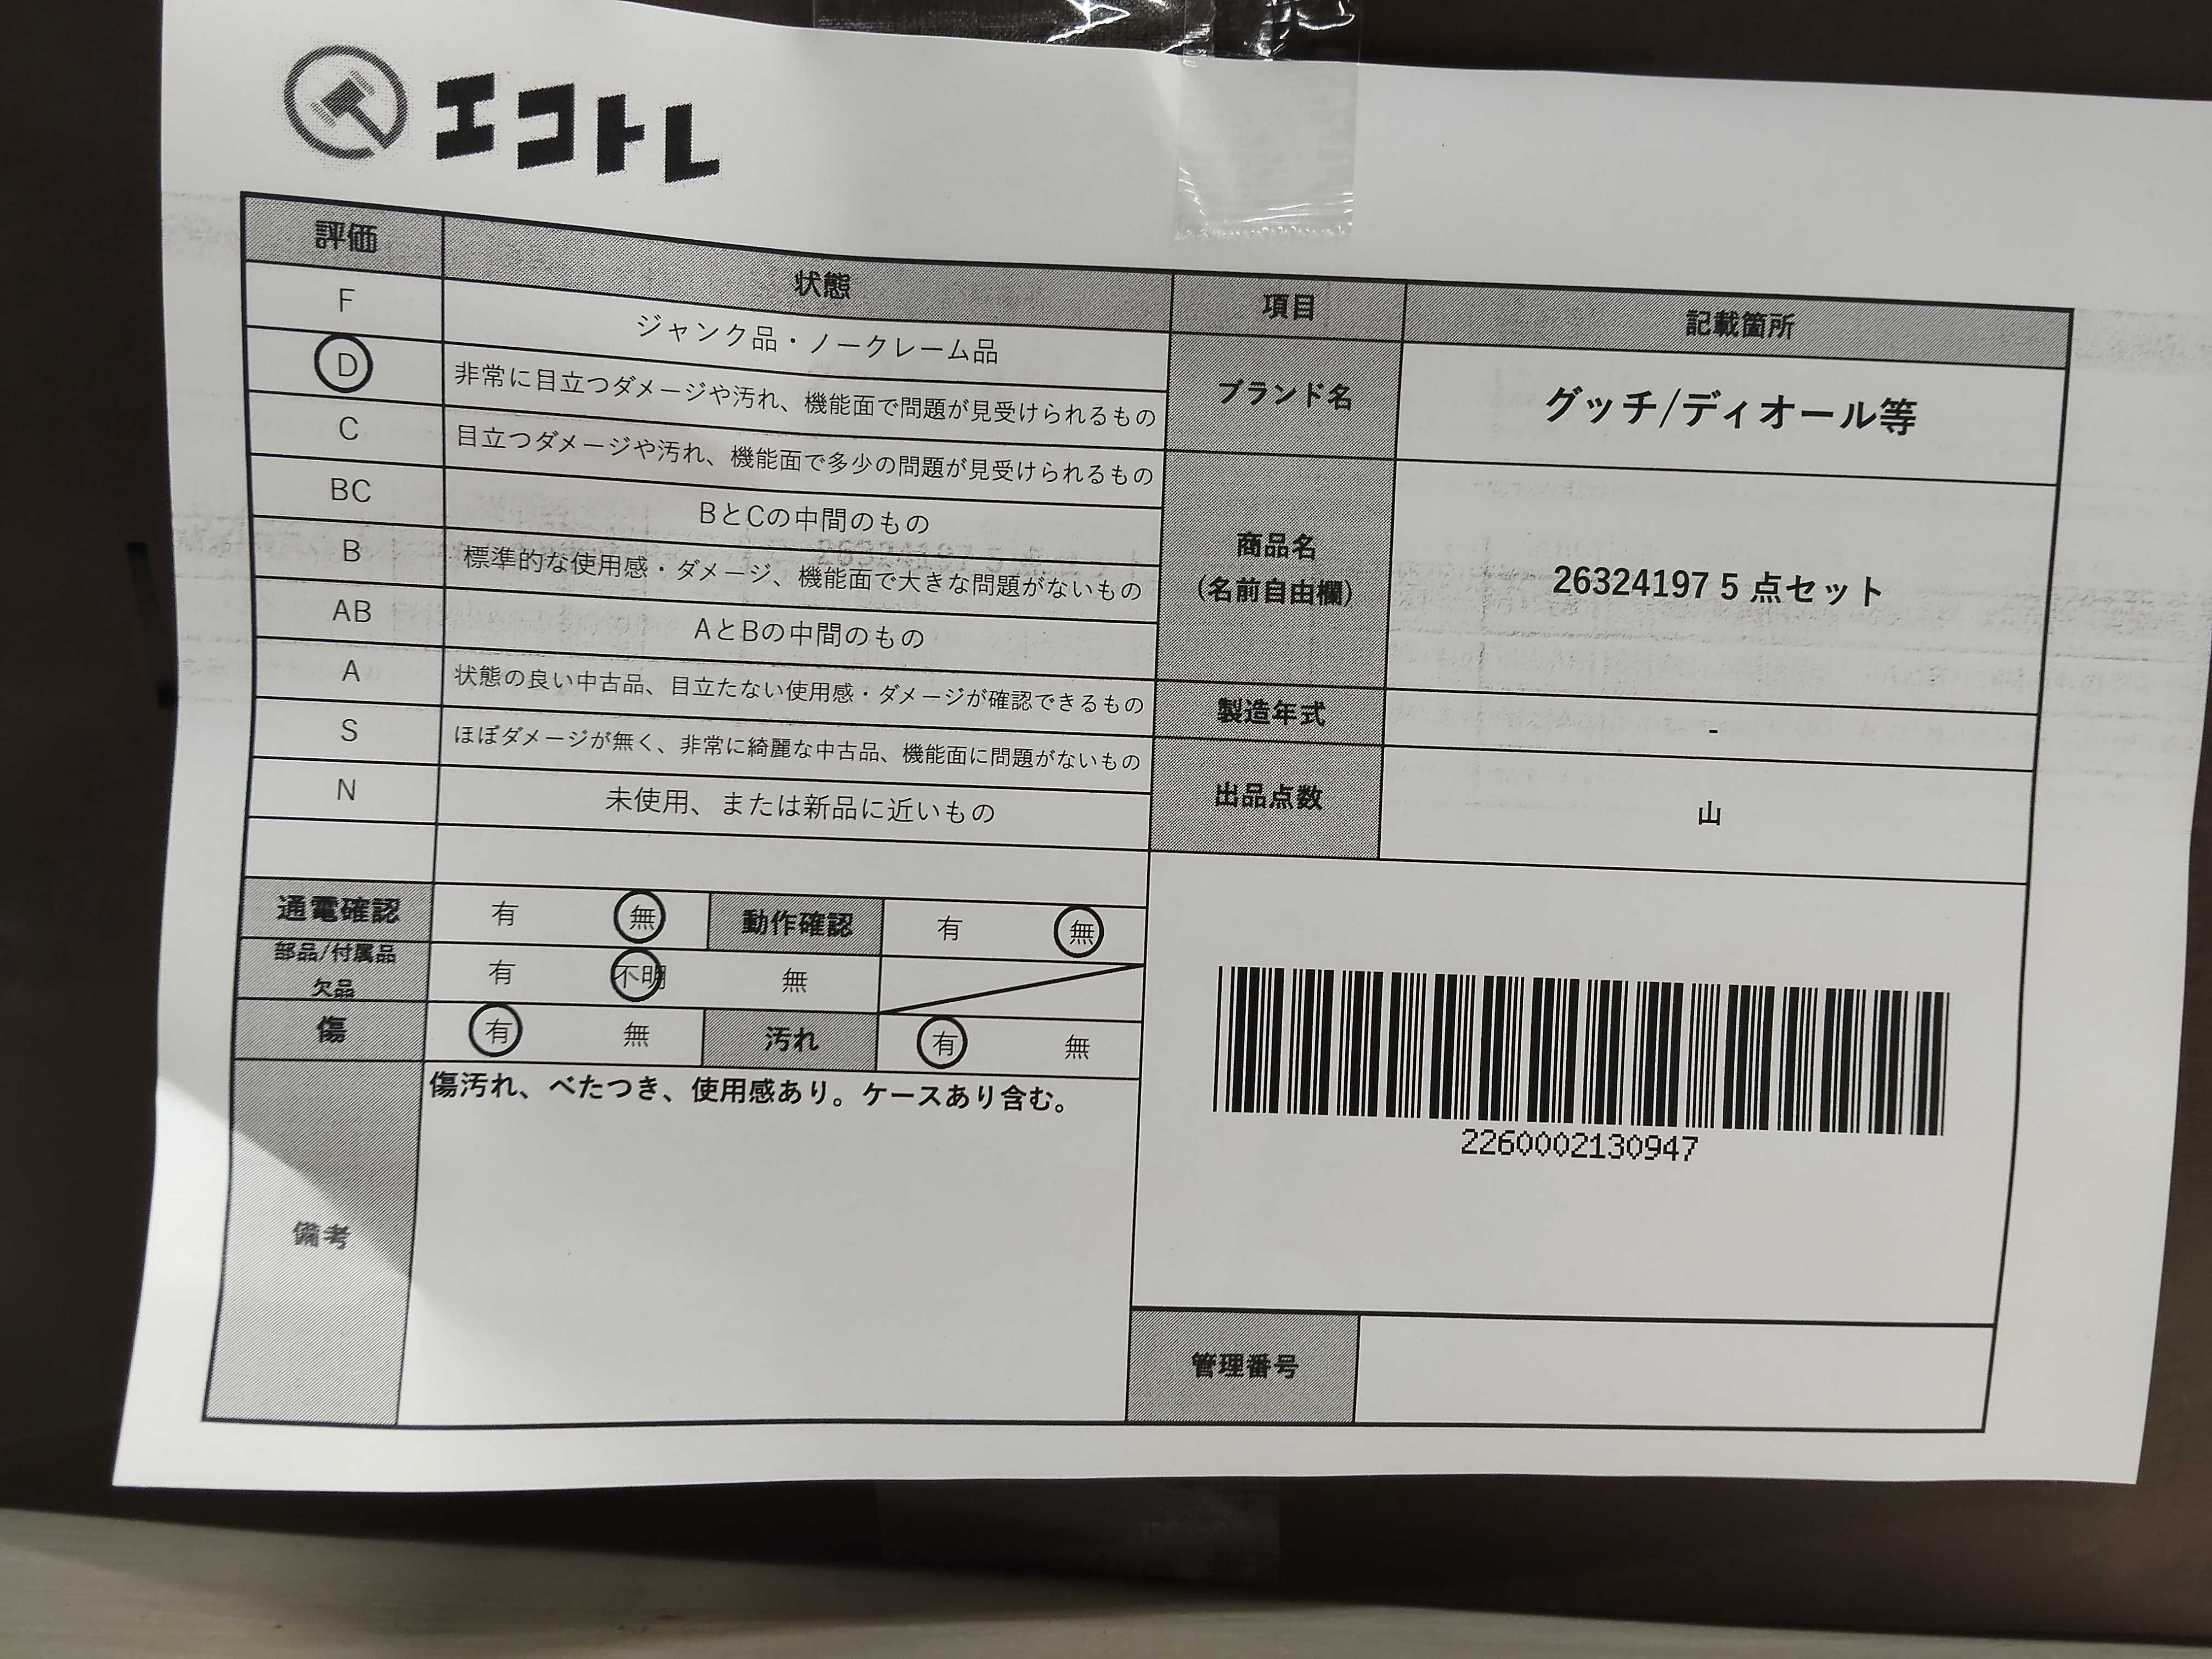 エコトレ
評価 状態
F ジャンク品・ノークレーム品
D 非常に目立つダメージや汚れ、機能面で問題が見受けられるもの
C 目立つダメージや汚れ、機能面で多少の問題が見受けられるもの
BC BとCの中間のもの
B 標準的な使用感・ダメージ、機能面で大きな問題がないもの
AB AとBの中間のもの
A 状態の良い中古品、目立たない使用感・ダメージが確認できるもの
S ほぼダメージが無く、非常に綺麗な中古品、機能面に問題がないもの
N 未使用、または新品に近いもの
通電確認 有 無 動作確認 有 無
部品/付属品
欠品 有 不明 無
傷 有 無 汚れ 有 無
備考 傷汚れ、べたつき、使用感あり。ケースあり含む。
項目 記載箇所
ブランド名 グッチ/ディオール等
商品名
(名前自由欄) 26324197 5 点セット
製造年式 -
出品点数 山
2260002130947
管理番号